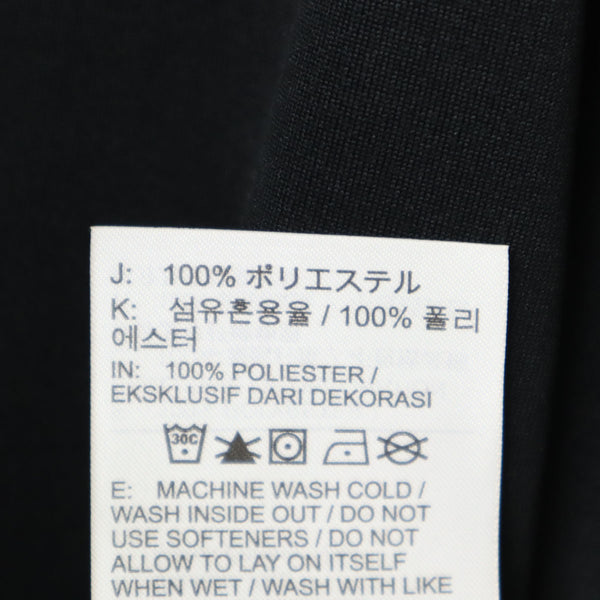 J: 100% ポリエステル
K: 섬유혼용율 / 100% 폴리
에스터
IN: 100% POLIESTER /
EKSKLUSIF DARI DEKORASI
30C
E: MACHINE WASH COLD /
WASH INSIDE OUT / DO NOT
USE SOFTENERS / DO NOT
ALLOW TO LAY ON ITSELF
WHEN WET / WASH WITH LIKE